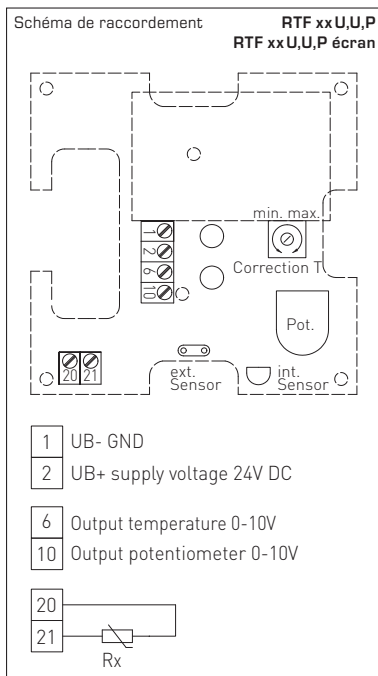 Schéma de raccordement
RTF xx U,U,P
RTF xx U,U,P écran
min. max.
1
2
6
10
Correction T.
Pot.
20 21
ext.
Sensor
int.
Sensor
1 UB- GND
2 UB+ supply voltage 24V DC
6 Output temperature 0-10V
10 Output potentiometer 0-10V
20
21
Rx